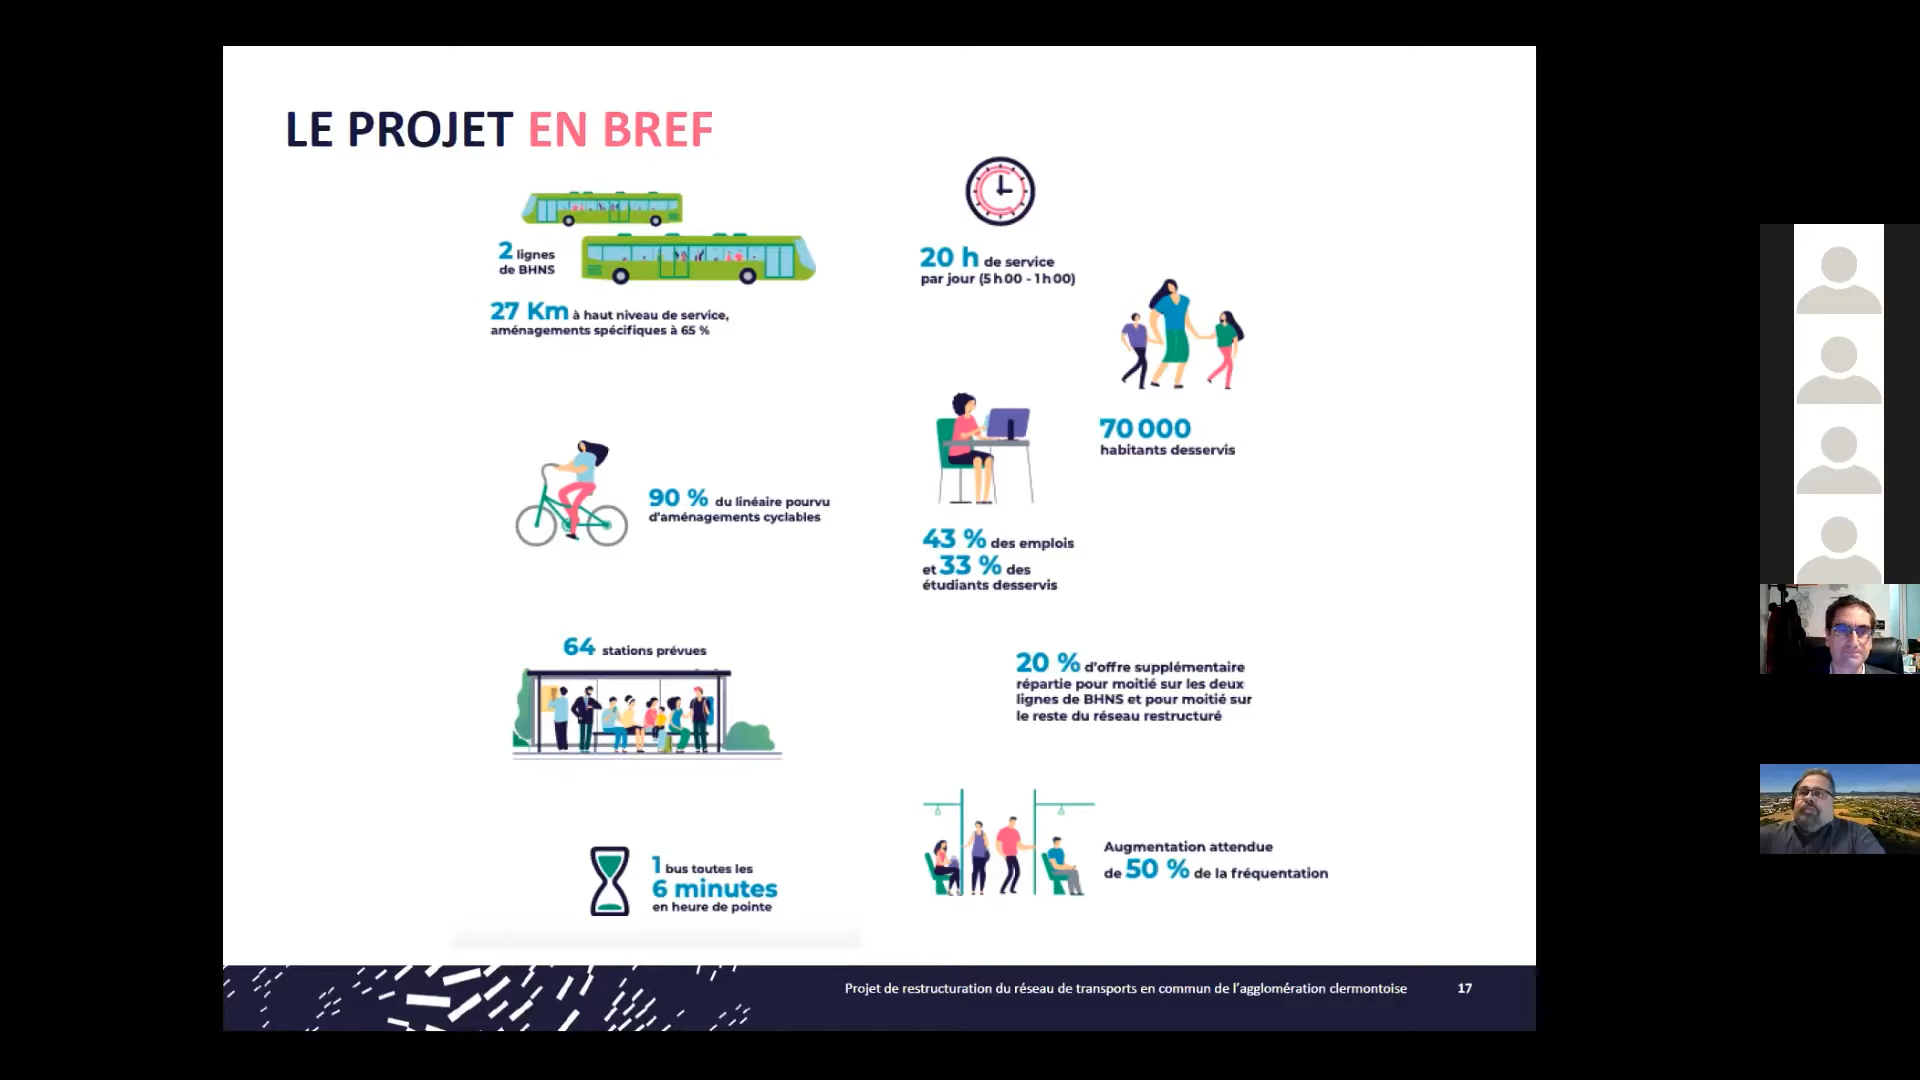 LE PROJET EN BREF
2 lignes
de BHNS
27 Km à haut niveau de service,
aménagements spécifiques à 65 %
90 % du linéaire pourvu
d'aménagements cyclables
64 stations prévues
1 bus toutes les
6 minutes
en heure de pointe
20 h de service
par jour (5h00 - 1h00)
70 000
habitants desservis
43 % des emplois
et 33 % des
étudiants desservis
20 % d'offre supplémentaire
répartie pour moitié sur les deux
lignes de BHNS et pour moitié sur
le reste du réseau restructuré
Augmentation attendue
de 50 % de la fréquentation
Projet de restructuration du réseau de transports en commun de l'agglomération clermontoise 17